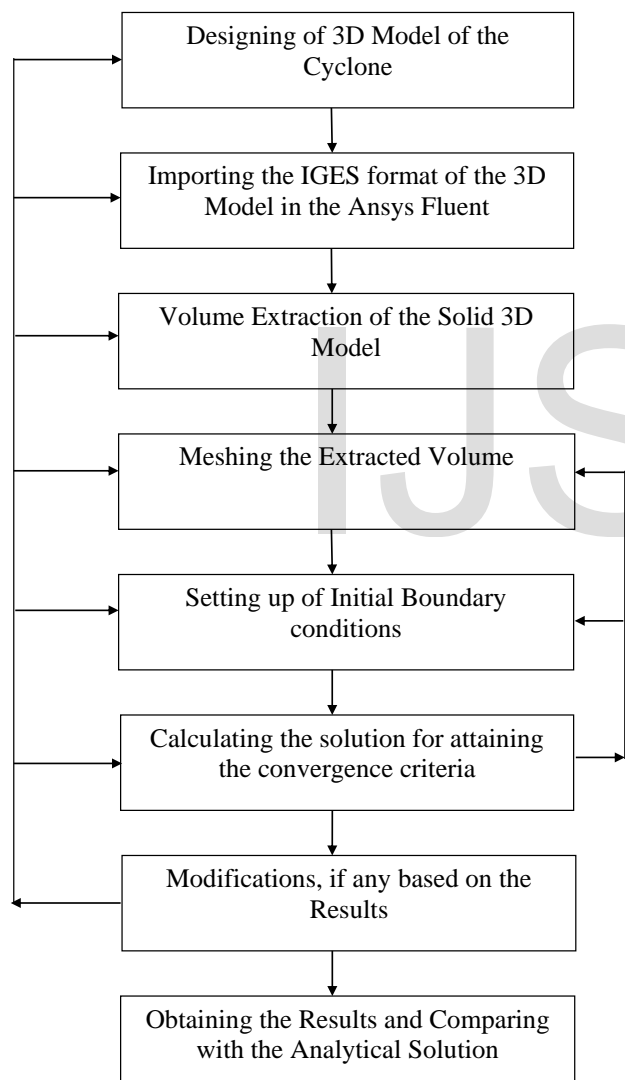 Designing of 3D Model of the
Cyclone
Importing the IGES format of the 3D
Model in the Ansys Fluent
Volume Extraction of the Solid 3D
Model
IJS
Meshing the Extracted Volume
Setting up of Initial Boundary
conditions
Calculating the solution for attaining
the convergence criteria
Modifications, if any based on the
Results
Obtaining the Results and Comparing
with the Analytical Solution